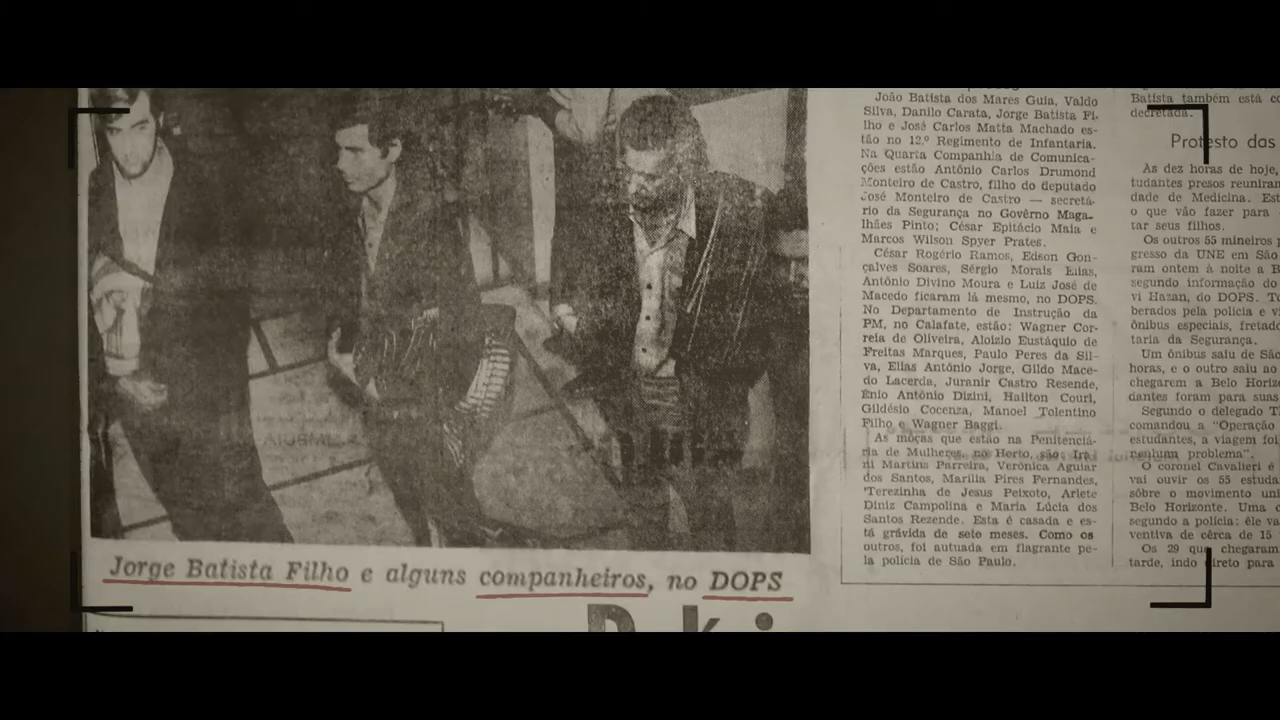 Jorge Batista Filho e alguns companheiros, no DOPS
João Batista dos Mares Guia, Valdo
Silva, Danilo Carata, Jorge Batista Fi-
lho e José Carlos Matta Machado es-
tão no 12.º Regimento de Infantaria.
Na Quarta Companhia de Comunica-
ções estão Antônio Carlos Drumond
Monteiro de Castro, filho do deputado
José Monteiro de Castro — secretá-
rio da Segurança no Govêrno Maga-
lhães Pinto; César Epitácio Maia e
Marcos Wilson Spyer Prates.
César Rogério Ramos, Edson Gon-
çalves Soares, Sérgio Morais Elias,
Antônio Divino Moura e Luiz José de
Macedo ficaram lá mesmo, no DOPS.
No Departamento de Instrução da
PM, no Calafate, estão: Wagner Cor-
reia de Oliveira, Aloizio Eustáquio de
Freitas Marques, Paulo Peres da Sil-
va, Elias Antônio Jorge, Gildo Mace-
do Lacerda, Juranir Castro Resende,
Ênio Antônio Dizini, Hailton Couri,
Gildésio Cocenza, Manoel Tolentino
Filho e Wagner Baggi.
As môças que estão na Penitenciá-
ria de Mulheres, no Horto, são: Ira-
ni Martins Parreira, Verônica Aguiar
dos Santos, Marília Pires Fernandes,
Terezinha de Jesus Peixoto, Arlete
Diniz Campolina e Maria Lúcia dos
Santos Rezende. Esta é casada e es-
tá grávida de sete meses. Como os
outros, foi autuada em flagrante pe-
la polícia de São Paulo.
Batista também está co
decretada.
Protesto das
Às dez horas de hoje,
tudantes presos reuniram
dade de Medicina. Est
o que vão fazer para
tar seus filhos.
Os outros 55 mineiros p
gresso da UNE em São
ram ontem à noite a B
segundo informação do
vi Hazan, do DOPS. To
berados pela polícia e vi
ônibus especiais, fretado
taria da Segurança.
Um ônibus saiu de São
horas, e o outro saiu ao
chegarem a Belo Horizo
dantes foram para suas
Segundo o delegado T
comandou a "Operação
estudantes, a viagem foi
nenhum problema".
O coronel Cavalieri é
vai ouvir os 55 estuda
sôbre o movimento uni
Belo Horizonte. Uma c
segundo a polícia: êle va
ventiva de cêrca de 15
Os 29 que chegaram
tarde, indo direto para